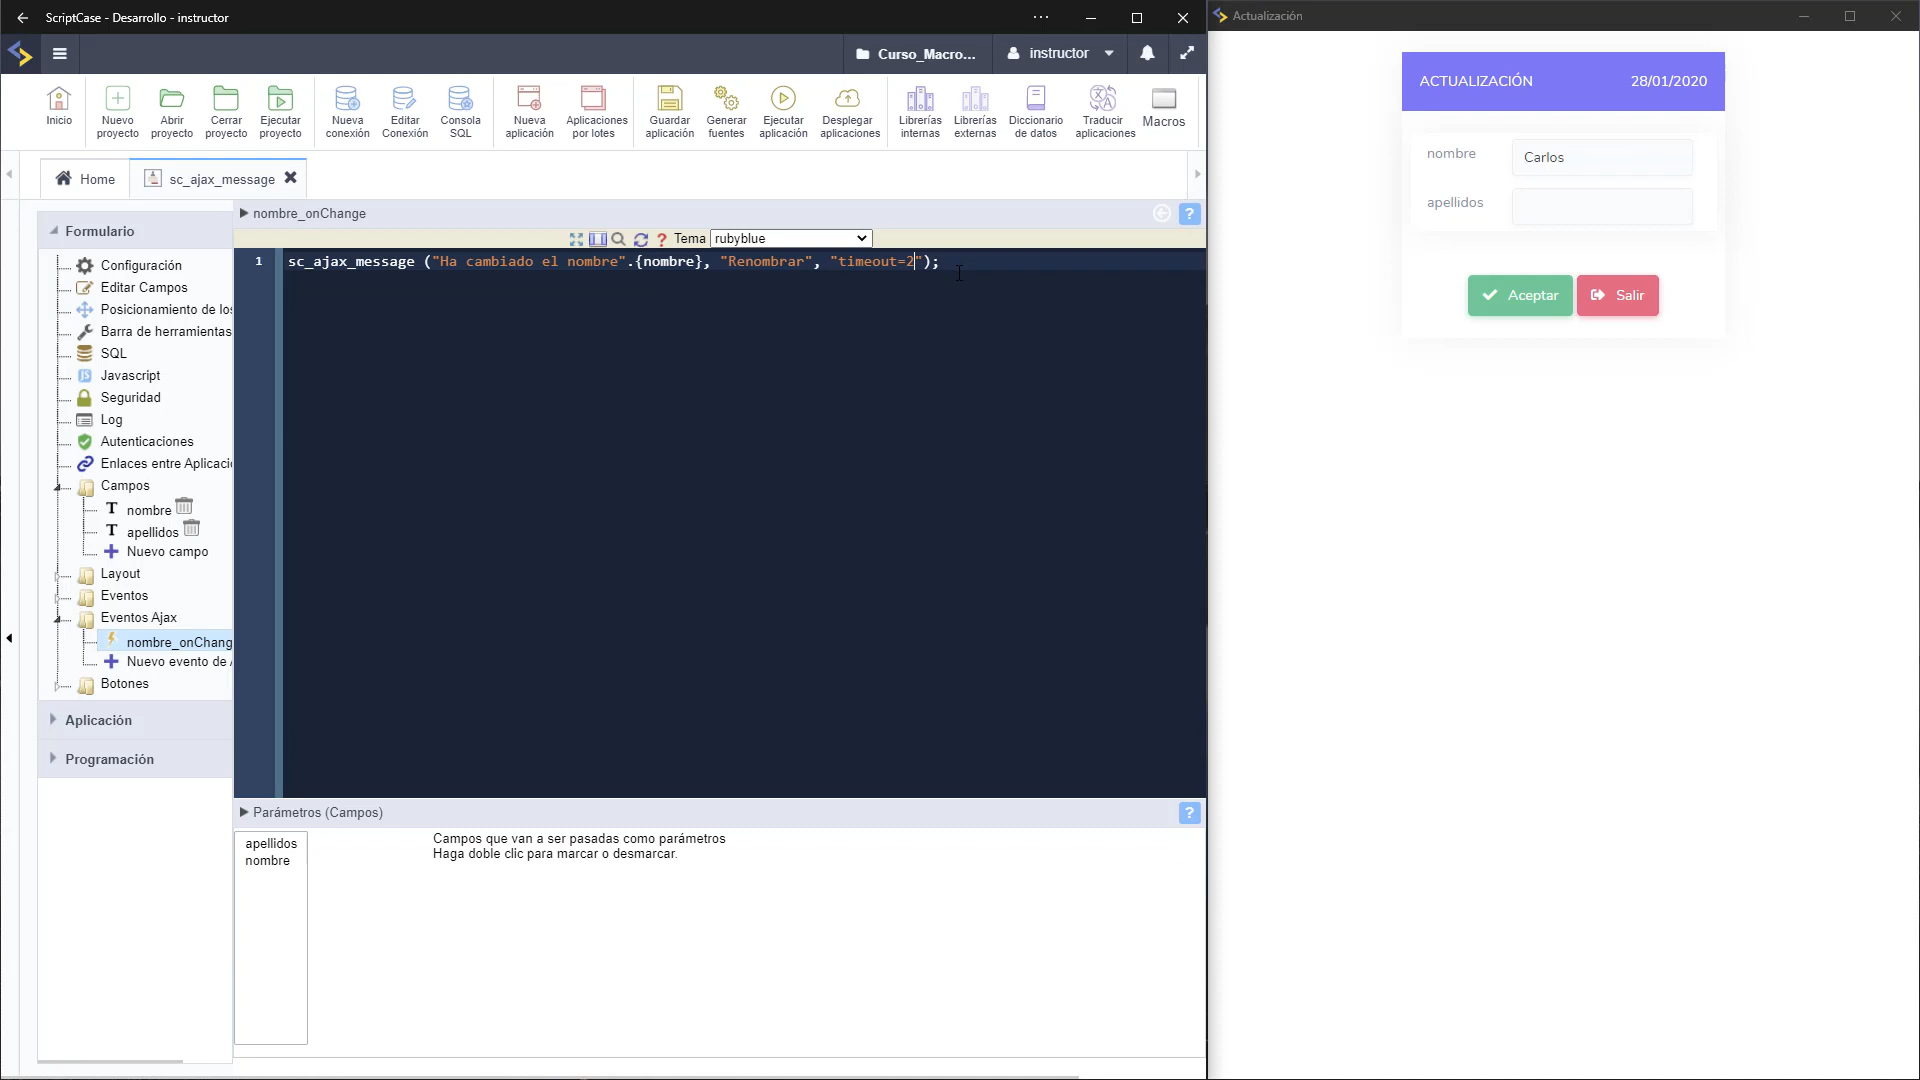 ScriptCase - Desarrollo - instructor
Curso_Macro...
instructor
Inicio
Nuevo proyecto
Abrir proyecto
Cerrar proyecto
Ejecutar proyecto
Nueva conexión
Editar Conexión
Consola SQL
Nueva aplicación
Aplicaciones por lotes
Guardar aplicación
Generar fuentes
Ejecutar aplicación
Desplegar aplicaciones
Librerías internas
Librerías externas
Diccionario de datos
Traducir aplicaciones
Macros
Home
sc_ajax_message
Formulario
Configuración
Editar Campos
Posicionamiento de los
Barra de herramientas
SQL
Javascript
Seguridad
Log
Autenticaciones
Enlaces entre Aplicaci
Campos
nombre
apellidos
Nuevo campo
Layout
Eventos
Eventos Ajax
nombre_onChang
Nuevo evento de A
Botones
Aplicación
Programación
nombre_onChange
?
? Tema rubyblue
1 sc_ajax_message ("Ha cambiado el nombre".{nombre}, "Renombrar", "timeout=2");
Parámetros (Campos)
?
apellidos
nombre
Campos que van a ser pasadas como parámetros
Haga doble clic para marcar o desmarcar.
Actualización
ACTUALIZACIÓN 28/01/2020
nombre Carlos
apellidos
Aceptar Salir